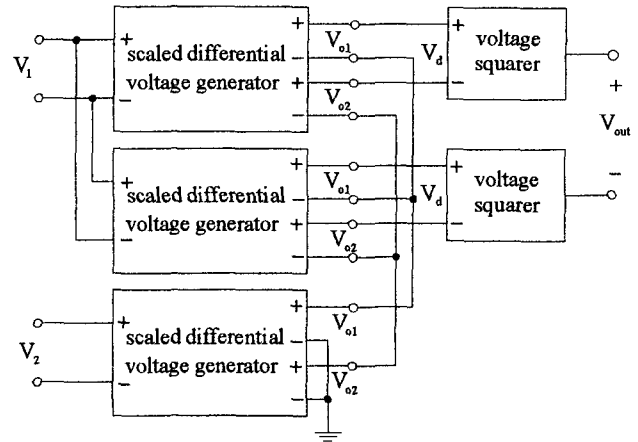 V1
+
−
scaled differential
voltage generator
+
−
+
−
Vo1
Vo2
Vd
+
−
voltage
squarer
+
Vout
−
+
−
scaled differential
voltage generator
+
−
+
−
Vo1
Vo2
Vd
+
−
voltage
squarer
V2
+
−
scaled differential
voltage generator
+
−
+
−
Vo1
Vo2